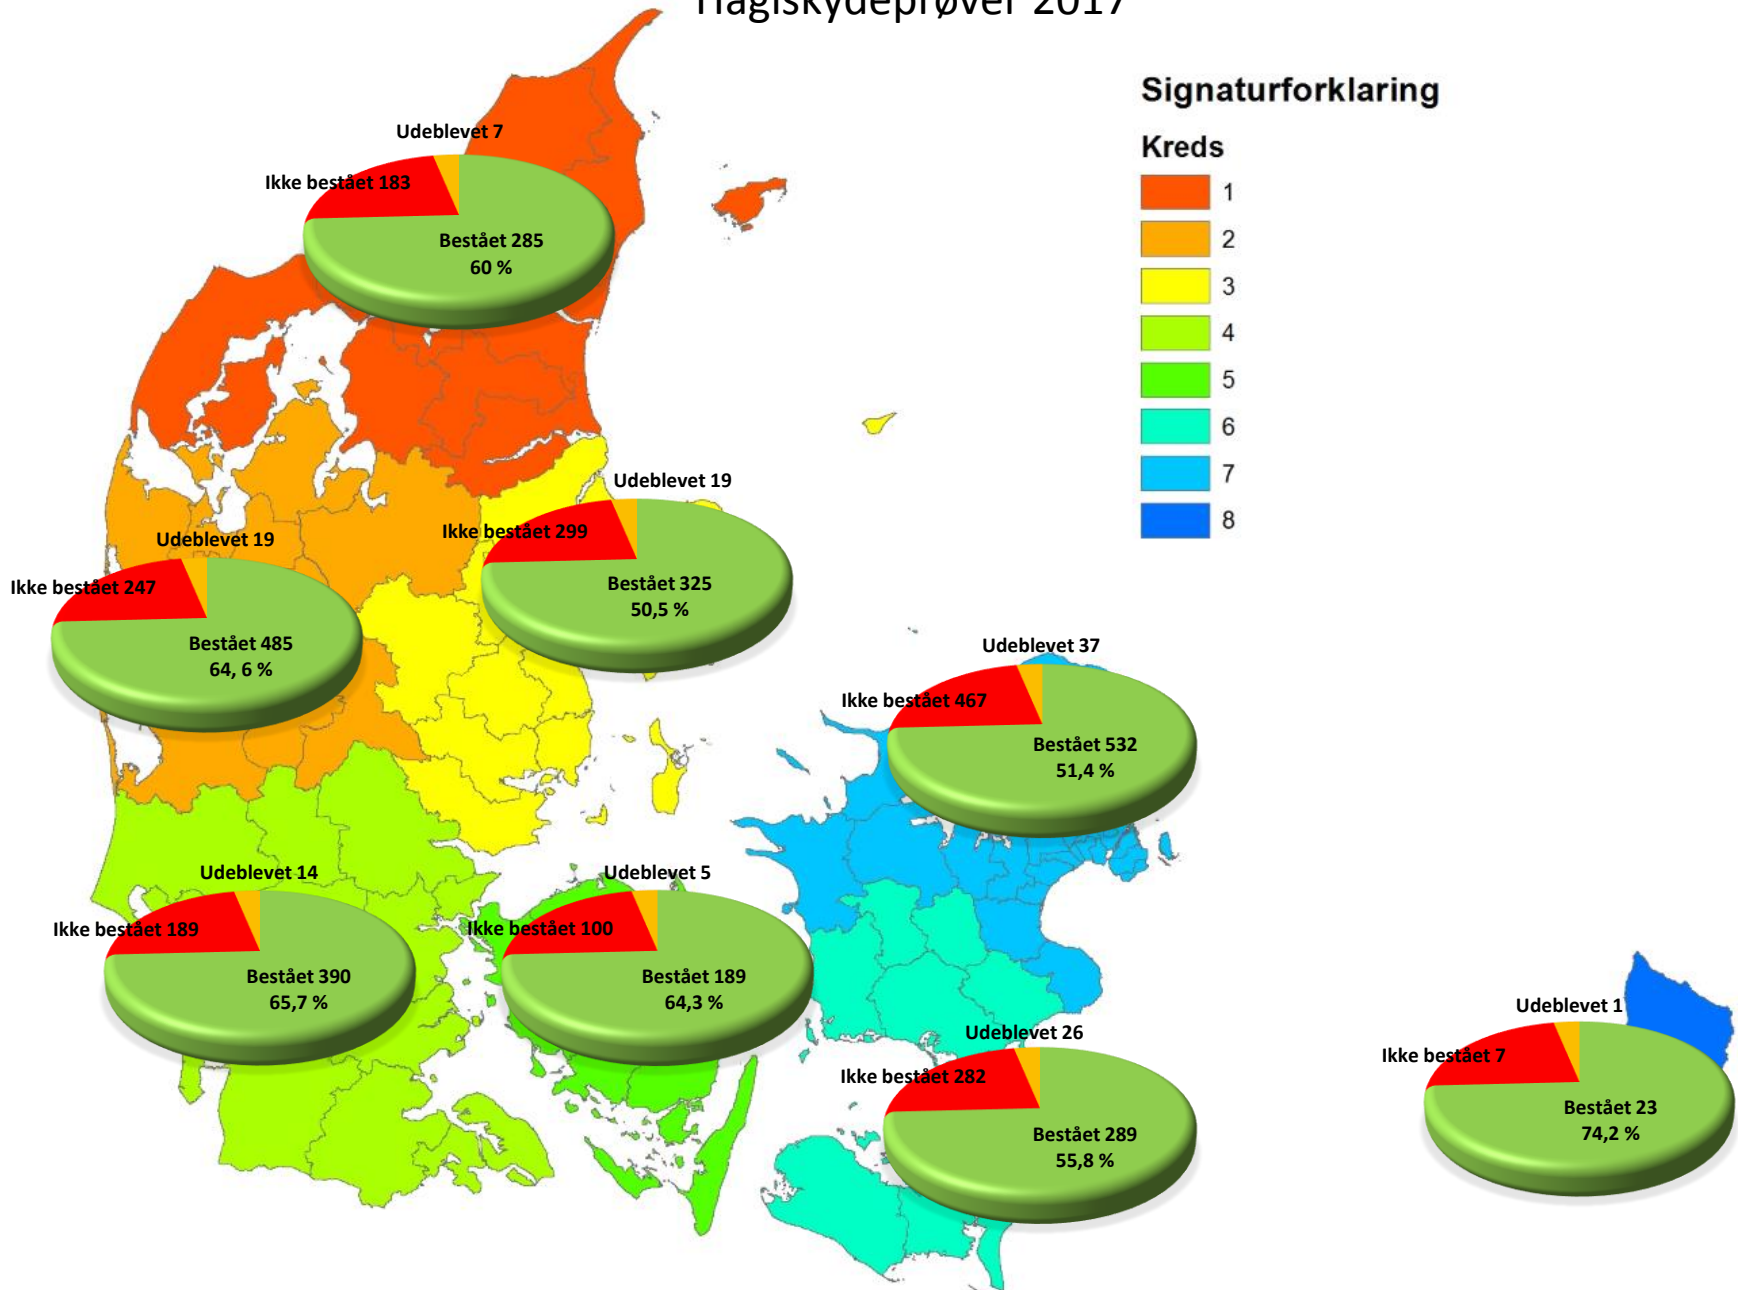 Haglskydeprøver 2017
Signaturforklaring
Kreds
1
2
3
4
5
6
7
8
Udeblevet 7
Ikke bestået 183
Bestået 285
60 %
Udeblevet 19
Ikke bestået 299
Bestået 325
50,5 %
Udeblevet 19
Ikke bestået 247
Bestået 485
64, 6 %
Udeblevet 37
Ikke bestået 467
Bestået 532
51,4 %
Udeblevet 14
Ikke bestået 189
Bestået 390
65,7 %
Udeblevet 5
Ikke bestået 100
Bestået 189
64,3 %
Udeblevet 26
Ikke bestået 282
Bestået 289
55,8 %
Udeblevet 1
Ikke bestået 7
Bestået 23
74,2 %